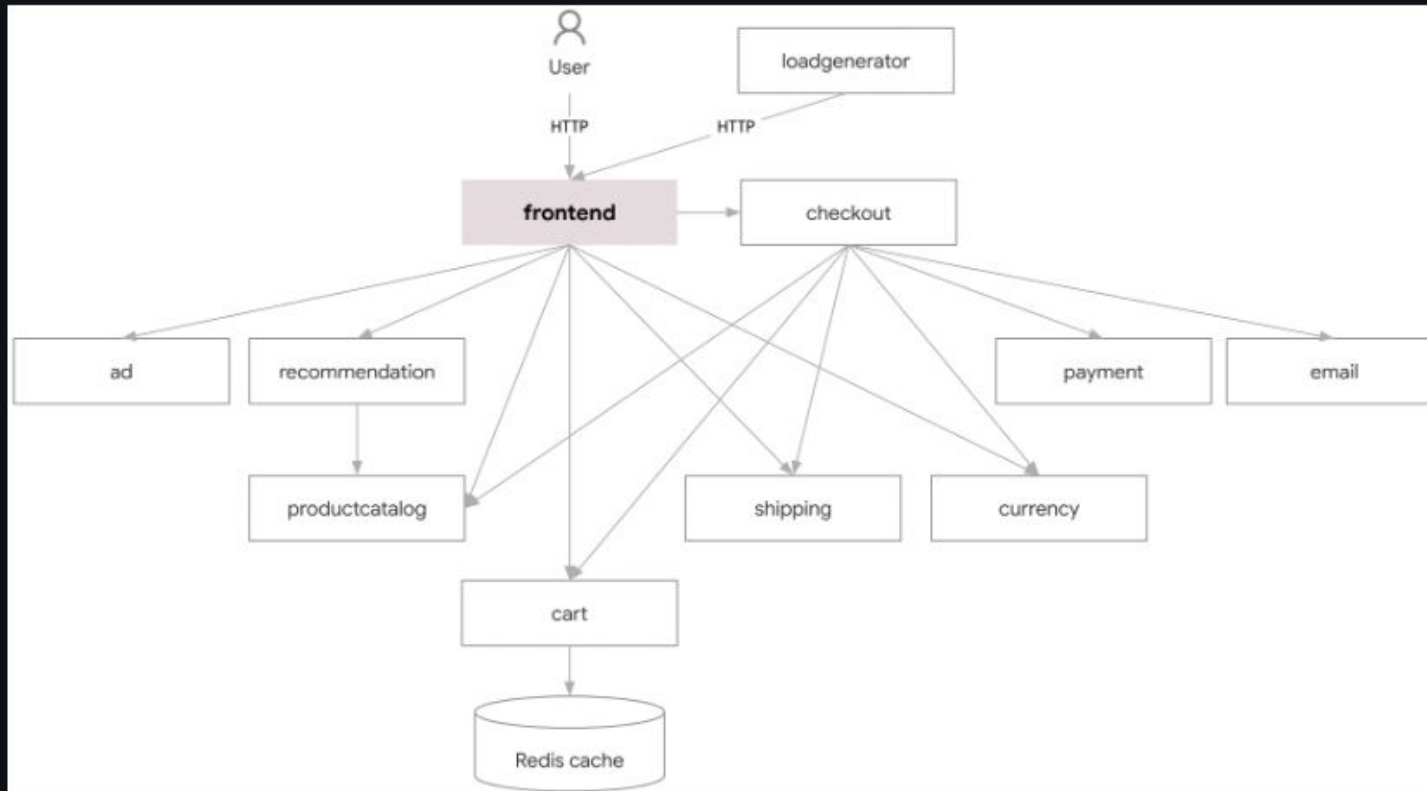 User
loadgenerator
HTTP
HTTP
frontend
checkout
ad
recommendation
payment
email
productcatalog
shipping
currency
cart
Redis cache